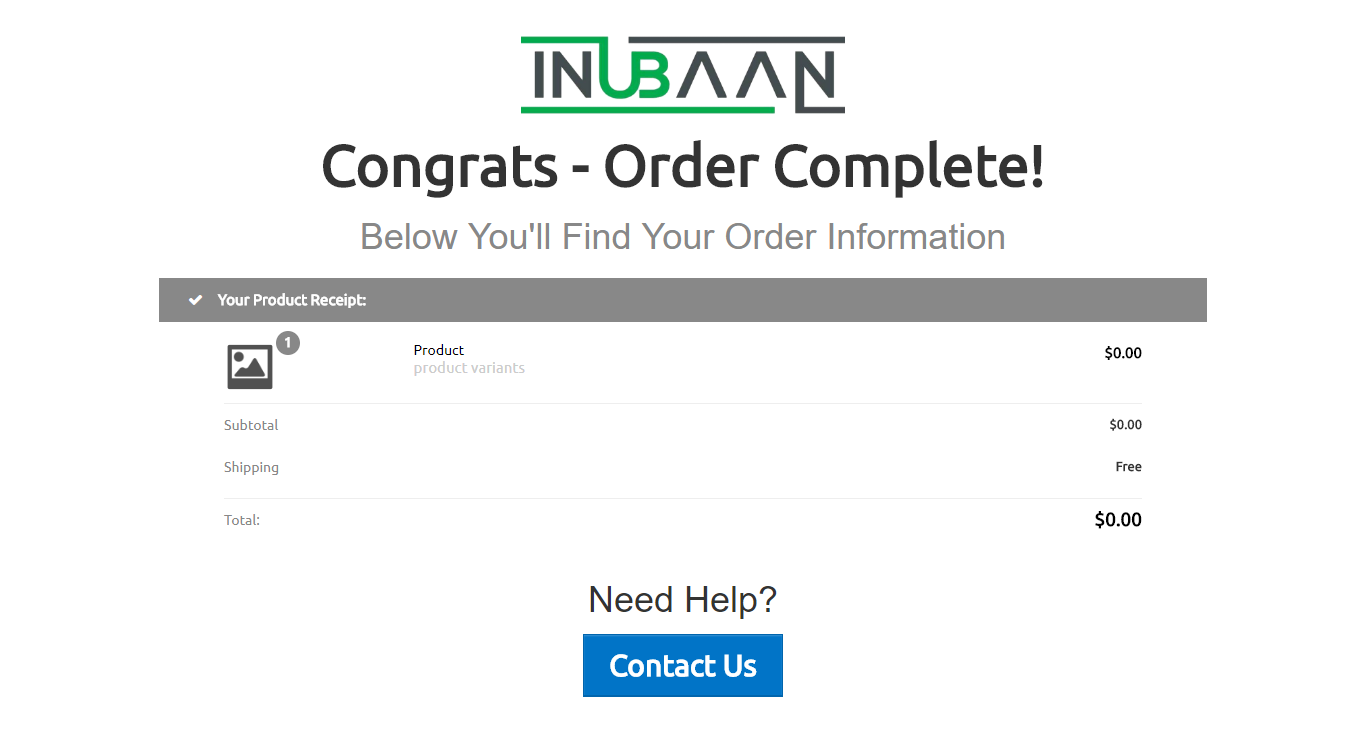 INUBAAN
Congrats - Order Complete!
Below You'll Find Your Order Information
Your Product Receipt:
1
Product
$0.00
product variants
Subtotal
$0.00
Shipping
Free
Total:
$0.00
Need Help?
Contact Us